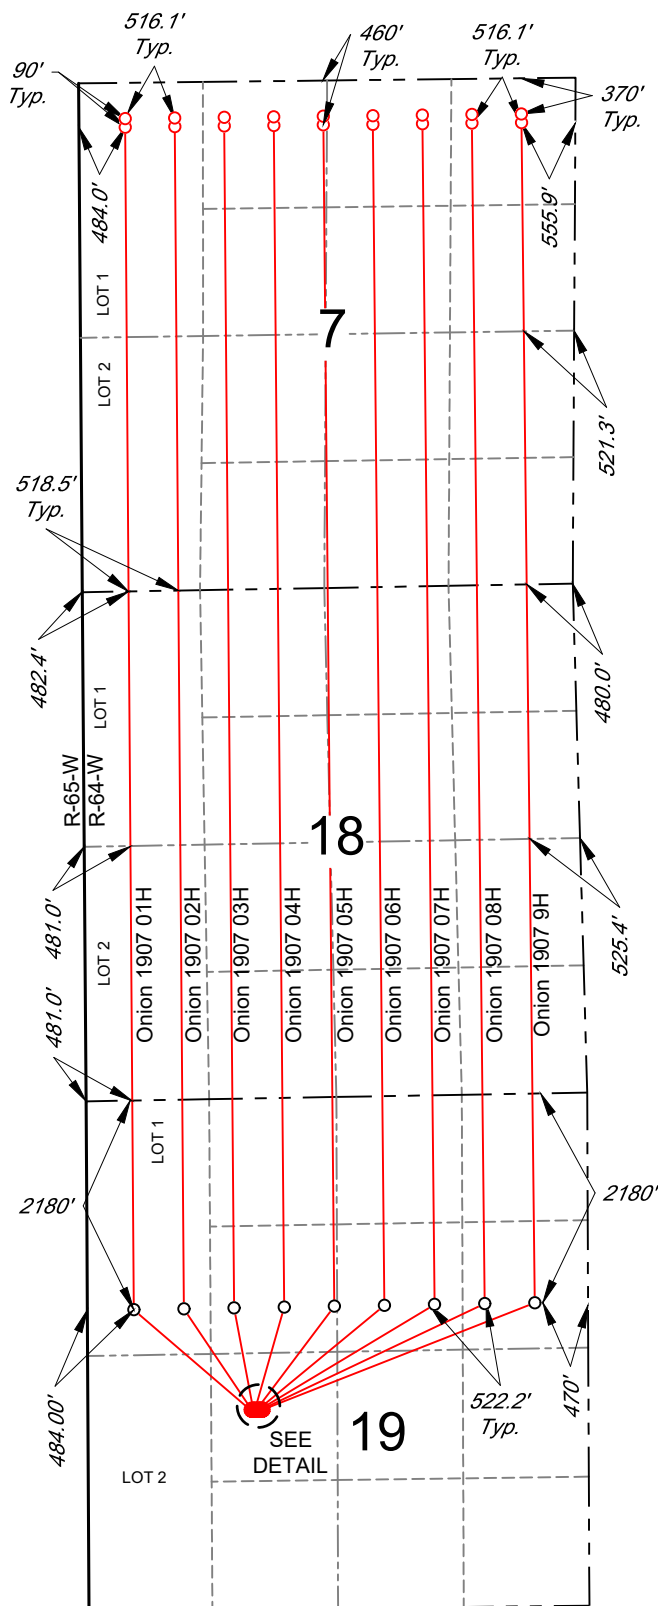 516.1'
Typ.
460'
Typ.
516.1'
Typ.
90'
Typ.
370'
Typ.
484.0'
555.9'
LOT 1
7
LOT 2
521.3'
518.5'
Typ.
482.4'
480.0'
LOT 1
R-65-W
R-64-W
18
481.0'
525.4'
LOT 2
Onion 1907 01H
Onion 1907 02H
Onion 1907 03H
Onion 1907 04H
Onion 1907 05H
Onion 1907 06H
Onion 1907 07H
Onion 1907 08H
Onion 1907 9H
481.0'
LOT 1
2180'
2180'
484.00'
522.2'
Typ.
470'
19
SEE
DETAIL
LOT 2